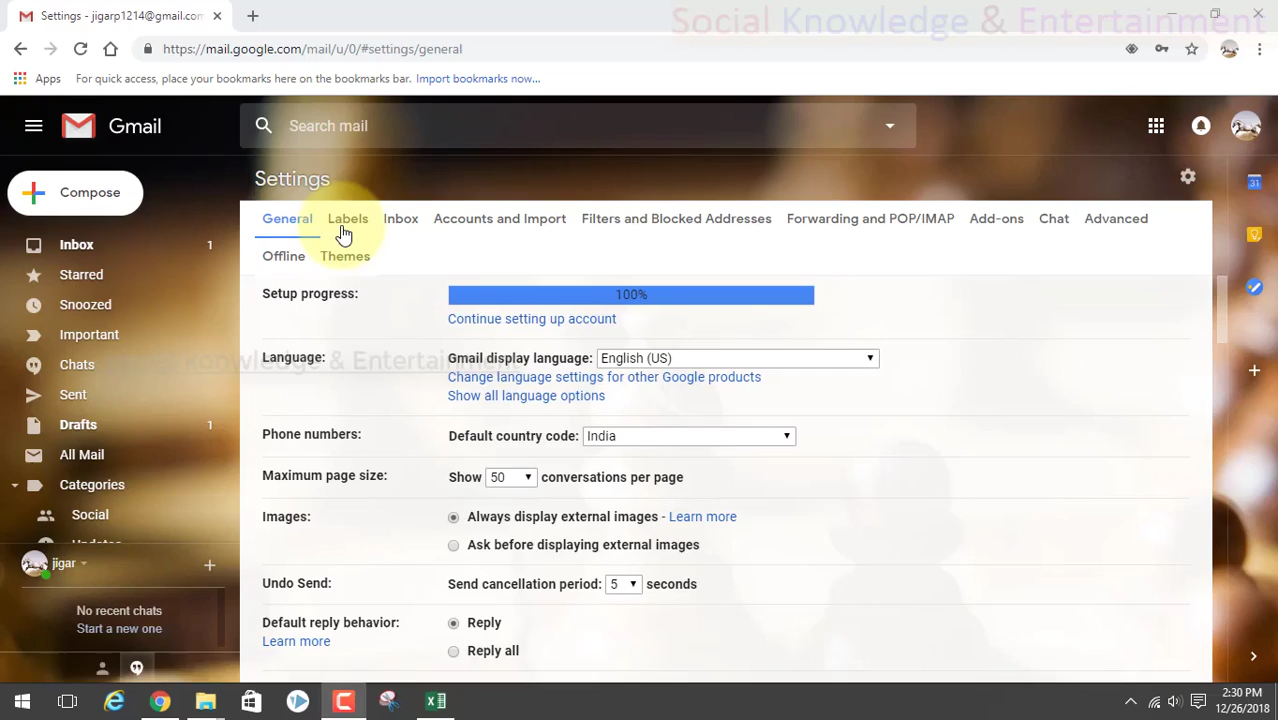 Settings - jigarp1214@gmail.com
Social Knowledge & Entertainment
https://mail.google.com/mail/u/0/#settings/general
Apps For quick access, place your bookmarks here on the bookmarks bar. Import bookmarks now...
Gmail
Search mail
Compose
Settings
General Labels Inbox Accounts and Import Filters and Blocked Addresses Forwarding and POP/IMAP Add-ons Chat Advanced
Offline Themes
Inbox 1
Starred
Snoozed
Important
Chats
Sent
Drafts 1
All Mail
Categories
Social
jigar
No recent chats
Start a new one
Setup progress: 100%
Continue setting up account
Language: Gmail display language: English (US)
Knowledge & Entertainment
Change language settings for other Google products
Show all language options
Phone numbers: Default country code: India
Maximum page size: Show 50 conversations per page
Images: Always display external images - Learn more
Ask before displaying external images
Undo Send: Send cancellation period: 5 seconds
Default reply behavior: Reply
Learn more
Reply all
31
2:30 PM
12/26/2018